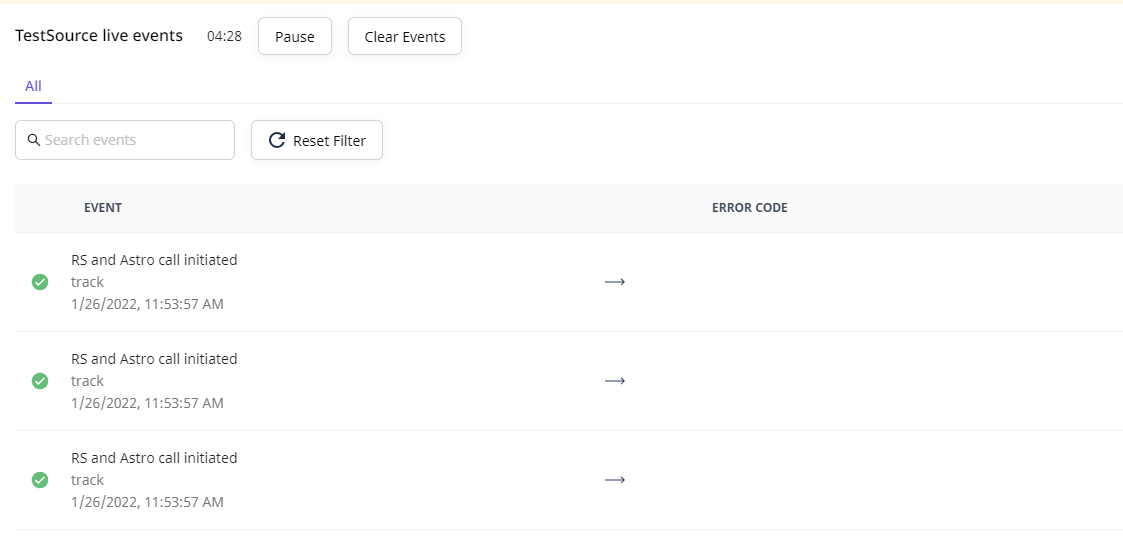 TestSource live events 04:28 Pause Clear Events
All
Search events Reset Filter
EVENT ERROR CODE
RS and Astro call initiated
track
1/26/2022, 11:53:57 AM
RS and Astro call initiated
track
1/26/2022, 11:53:57 AM
RS and Astro call initiated
track
1/26/2022, 11:53:57 AM